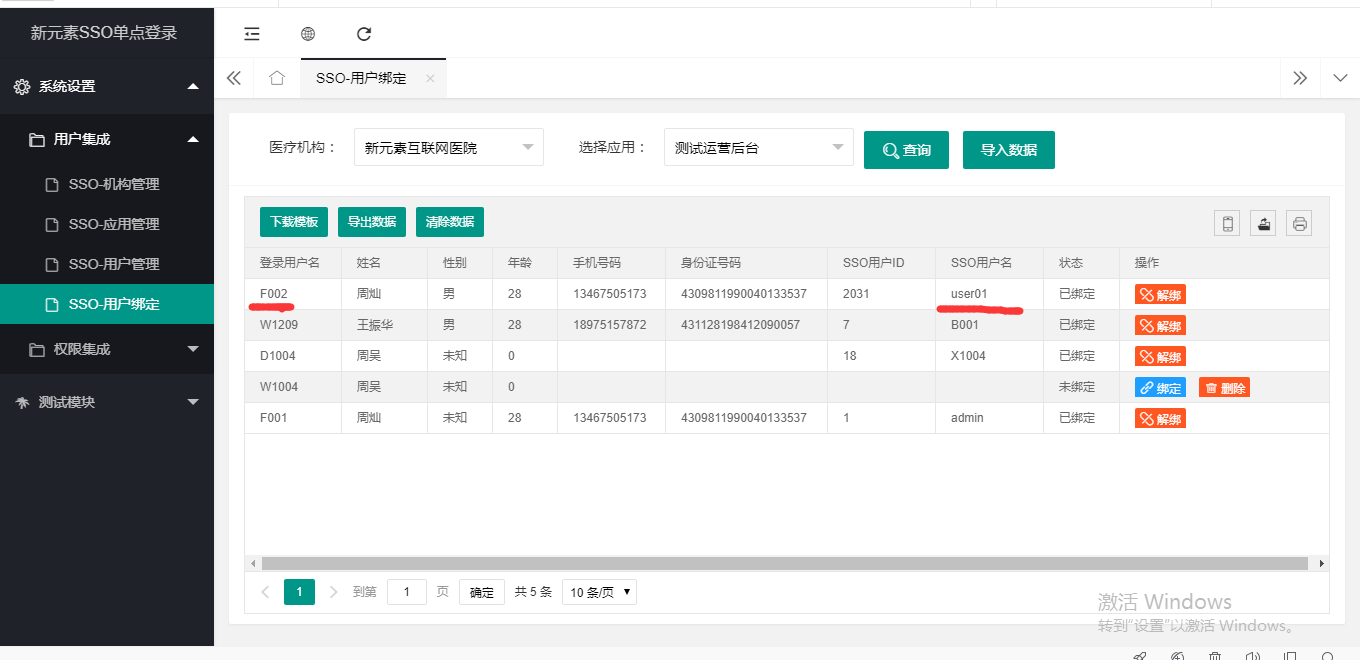 新元素SSO单点登录
系统设置
用户集成
SSO-机构管理
SSO-应用管理
SSO-用户管理
SSO-用户绑定
权限集成
测试模块
SSO-用户绑定 ×
医疗机构： 新元素互联网医院 选择应用： 测试运营后台 查询 导入数据
下载模板 导出数据 清除数据
登录用户名 姓名 性别 年龄 手机号码 身份证号码 SSO用户ID SSO用户名 状态 操作
F002 周灿 男 28 13467505173 4309811990040133537 2031 user01 已绑定 解绑
W1209 王振华 男 28 18975157872 431128198412090057 7 B001 已绑定 解绑
D1004 周吴 未知 0 18 X1004 已绑定 解绑
W1004 周吴 未知 0 未绑定 绑定 删除
F001 周灿 未知 28 13467505173 4309811990040133537 1 admin 已绑定 解绑
1 到第 1 页 确定 共 5 条 10 条/页
激活 Windows
转到“设置”以激活 Windows。